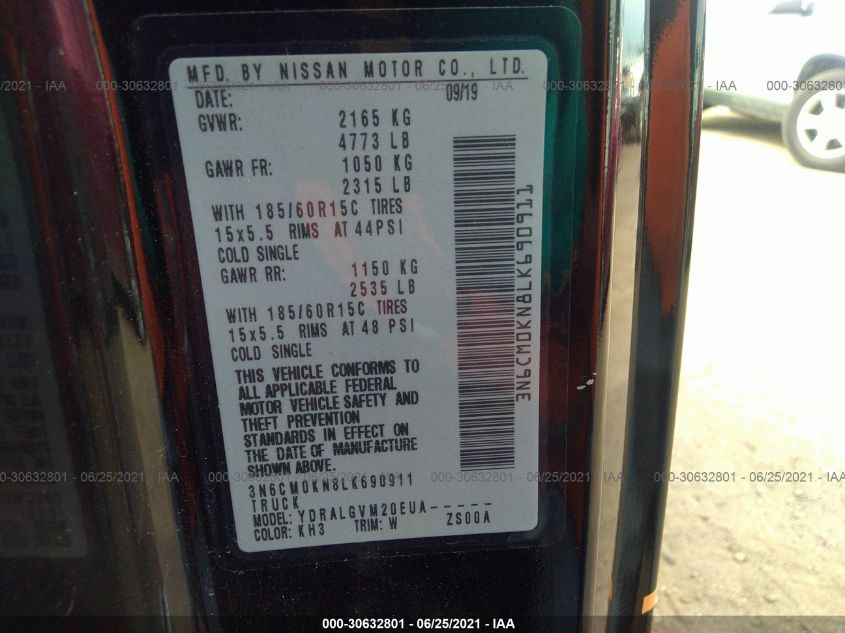 MFD. BY NISSAN MOTOR CO., LTD.
DATE: 09/19
GVWR: 2165 KG
4773 LB
GAWR FR: 1050 KG
2315 LB
WITH 185/60R15C TIRES
15x5.5 RIMS AT 44PSI
COLD SINGLE
GAWR RR: 1150 KG
2535 LB
WITH 185/60R15C TIRES
15x5.5 RIMS AT 48 PSI
COLD SINGLE
THIS VEHICLE CONFORMS TO
ALL APPLICABLE FEDERAL
MOTOR VEHICLE SAFETY AND
THEFT PREVENTION
STANDARDS IN EFFECT ON
THE DATE OF MANUFACTURE
SHOWN ABOVE.
3N6CM0KN8LK690911
TRUCK
MODEL: YDRALGVM20EUA-----
COLOR: KH3 TRIM: W ZS00A
3N6CM0KN8LK690911
000-30632801 - 06/25/2021 - IAA